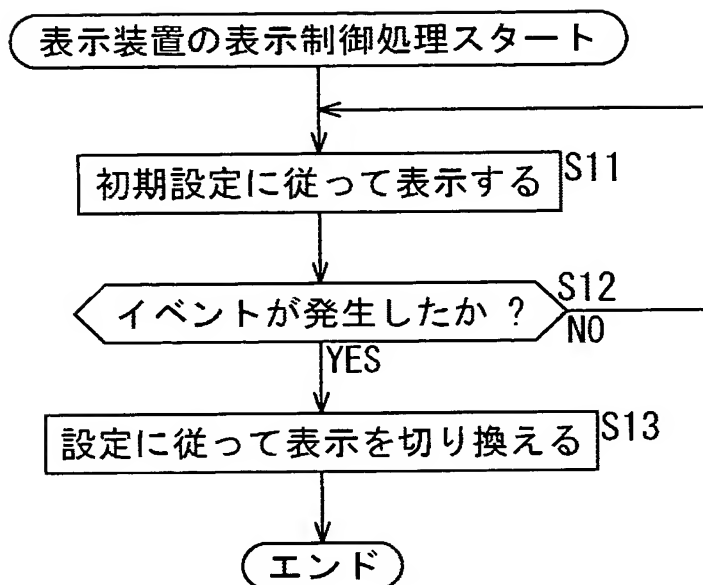 表示装置の表示制御処理スタート
初期設定に従って表示する S11
イベントが発生したか ? S12
NO
YES
設定に従って表示を切り換える S13
エンド